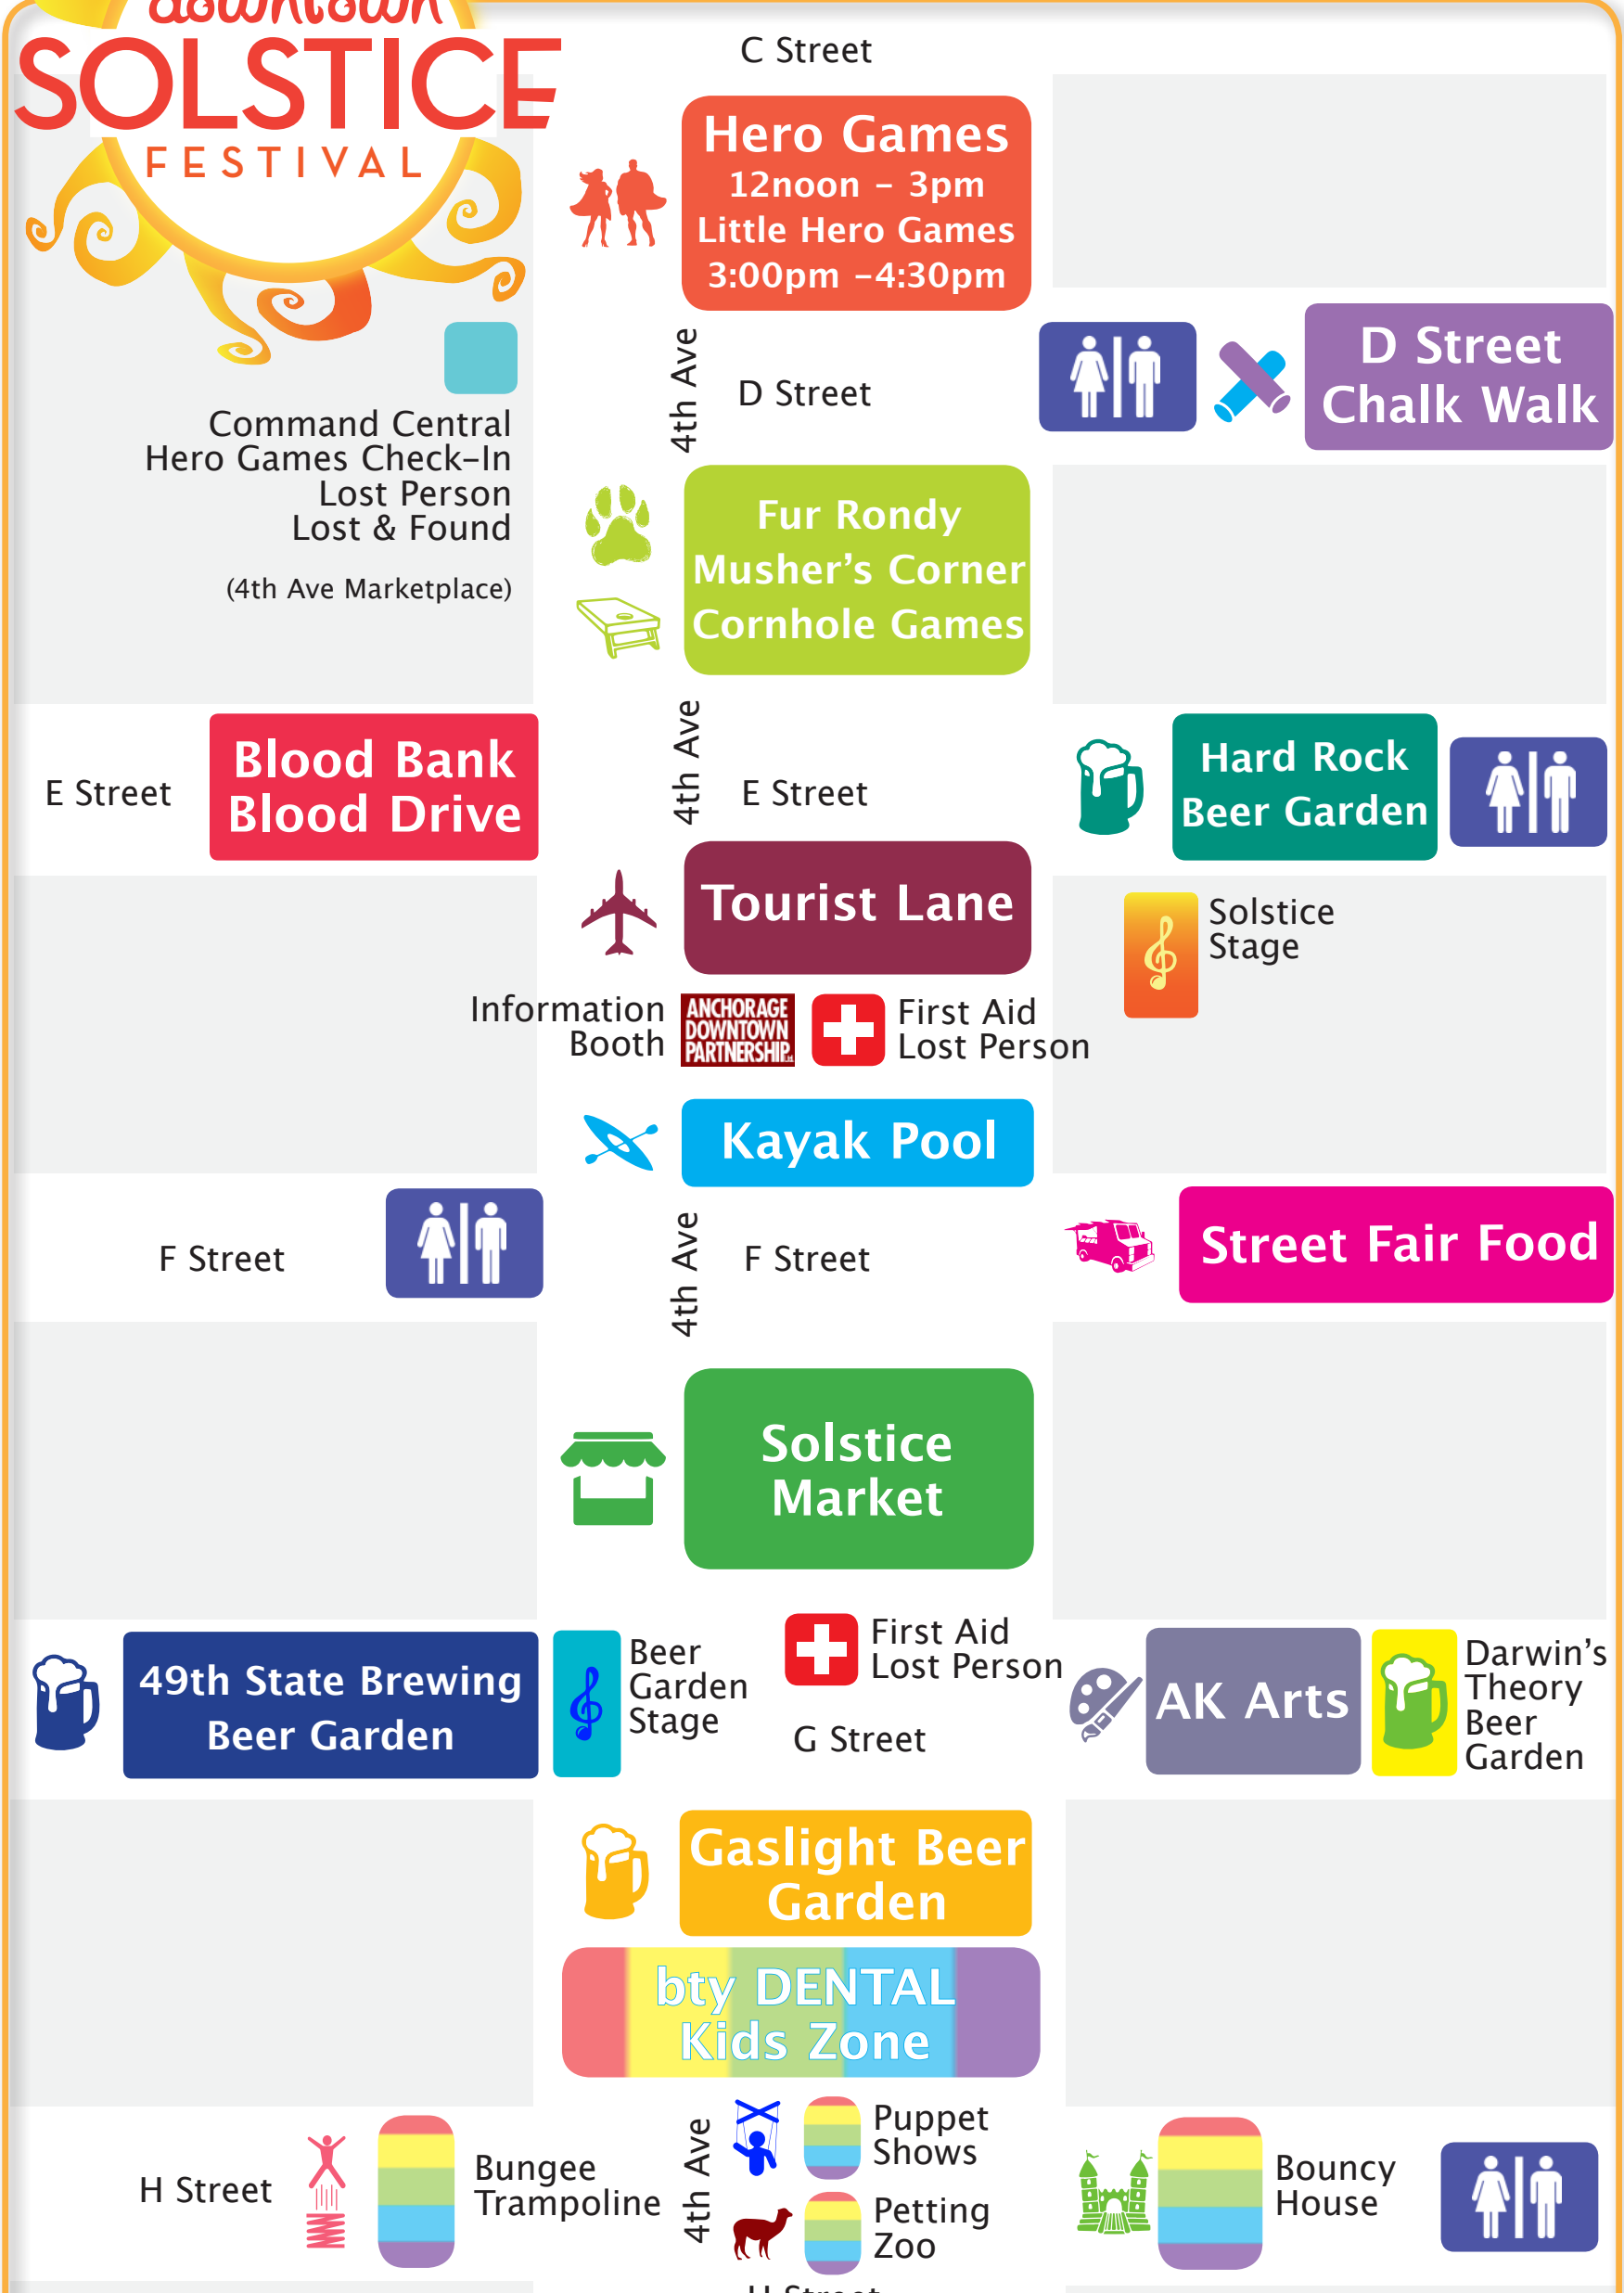 downtown
SOLSTICE
FESTIVAL
C Street
Hero Games
12noon - 3pm
Little Hero Games
3:00pm -4:30pm
4th Ave
D Street
D Street
Chalk Walk
Command Central
Hero Games Check-In
Lost Person
Lost & Found
(4th Ave Marketplace)
Fur Rondy
Musher's Corner
Cornhole Games
E Street
Blood Bank
Blood Drive
4th Ave
E Street
Hard Rock
Beer Garden
Tourist Lane
Solstice
Stage
Information
Booth
ANCHORAGE
DOWNTOWN
PARTNERSHIP, Ltd.
First Aid
Lost Person
Kayak Pool
F Street
4th Ave
F Street
Street Fair Food
Solstice
Market
49th State Brewing
Beer Garden
Beer
Garden
Stage
First Aid
Lost Person
G Street
AK Arts
Darwin's
Theory
Beer
Garden
Gaslight Beer
Garden
bty DENTAL
Kids Zone
H Street
Bungee
Trampoline
4th Ave
Puppet
Shows
Petting
Zoo
Bouncy
House
H Street